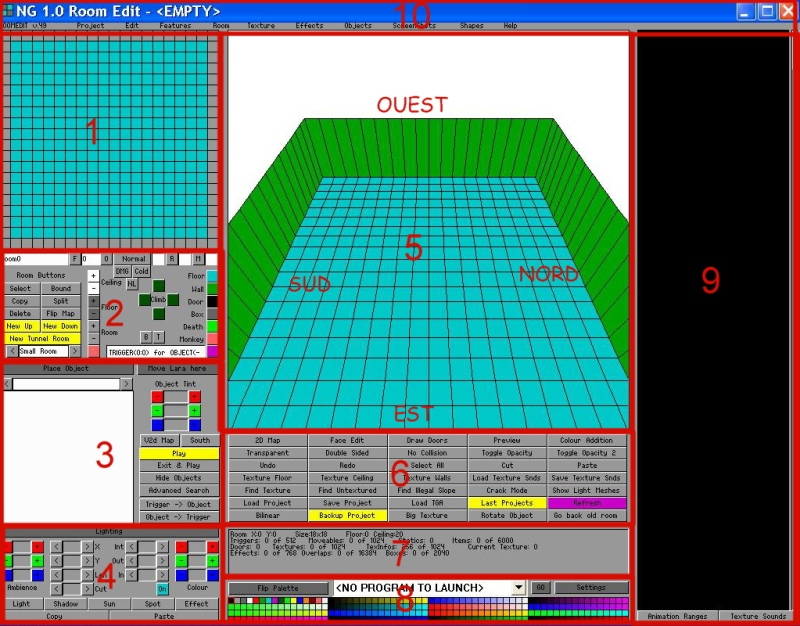 NG 1.0 Room Edit - <EMPTY>
10
Project Edit Features Room Texture Effects Objects Shapes Help
1
OUEST
5
SUD
NORD
EST
9
F 0 0 Normal R M
DMG Cold
Room Buttons + Ceiling NL Floor
Select Bound - Wall
Copy Split + Climb Door
Delete Flip Map - Floor Box
2
New Up New Down + Death
New Tunnel Room - Room B T Monkey
< Small Room > TRIGGER(0:0) for OBJECT(-
Place Object Move Lara here
< > Object Tint
- +
- +
- +
3
V2d Map South
Play
Exit & Play
Hide Objects
Advanced Search
Trigger -> Object
Object -> Trigger
2D Map Face Edit Draw Doors Preview Colour Addition
Transparent Double Sided No Collision Toggle Opacity Toggle Opacity 2
Undo Redo Select All Cut Paste
Texture Floor Texture Ceiling Texture Walls Load Texture Snds Save Texture Snds
6
Find Texture Find Untextured Find Illegal Slope Crack Mode Show Light Meshes
Load Project Save Project Load TGA Last Projects Refresh
Bilinear Backup Project Big Texture Rotate Object Go back old room
Lighting
< > X Int < >
< > Y Out < >
4
< > In < >
Ambience < > Cut On Colour
Light Shadow Sun Spot Effect
Copy Paste
Room X:0 Y:0 Size:18x18 Floor:0 Ceiling:20
Triggers: 0 of 512 Moveables: 0 of 1024 Statics: 0 Items: 0 of 6000
Doors: 0 Textures: 0 of 1024 TexInfos: 256 of 1024 Current Texture: 0
Effects: 0 of 768 Overlaps: 0 of 16384 Boxes: 0 of 2040
7
Flip Palette <NO PROGRAM TO LAUNCH> GO Settings
8
Animation Ranges Texture Sounds